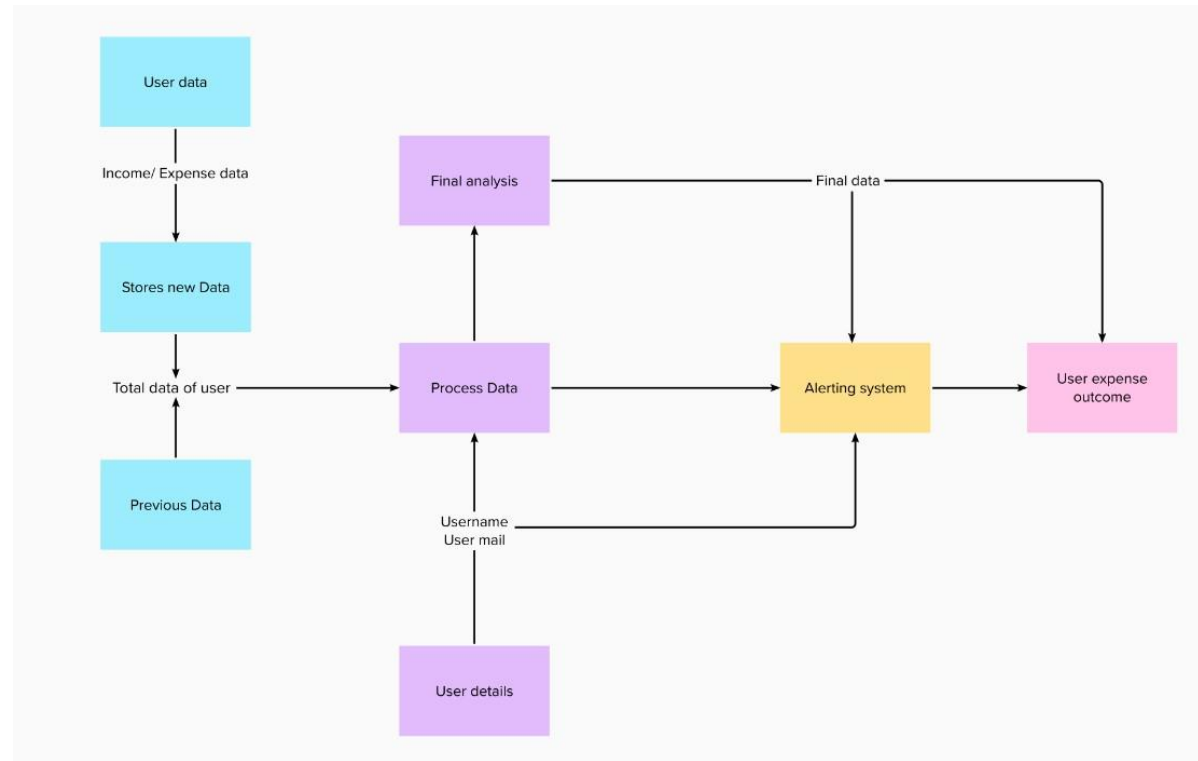 User data
Income/ Expense data
Final analysis
Final data
Stores new Data
Total data of user
Process Data
Alerting system
User expense
outcome
Previous Data
Username
User mail
User details